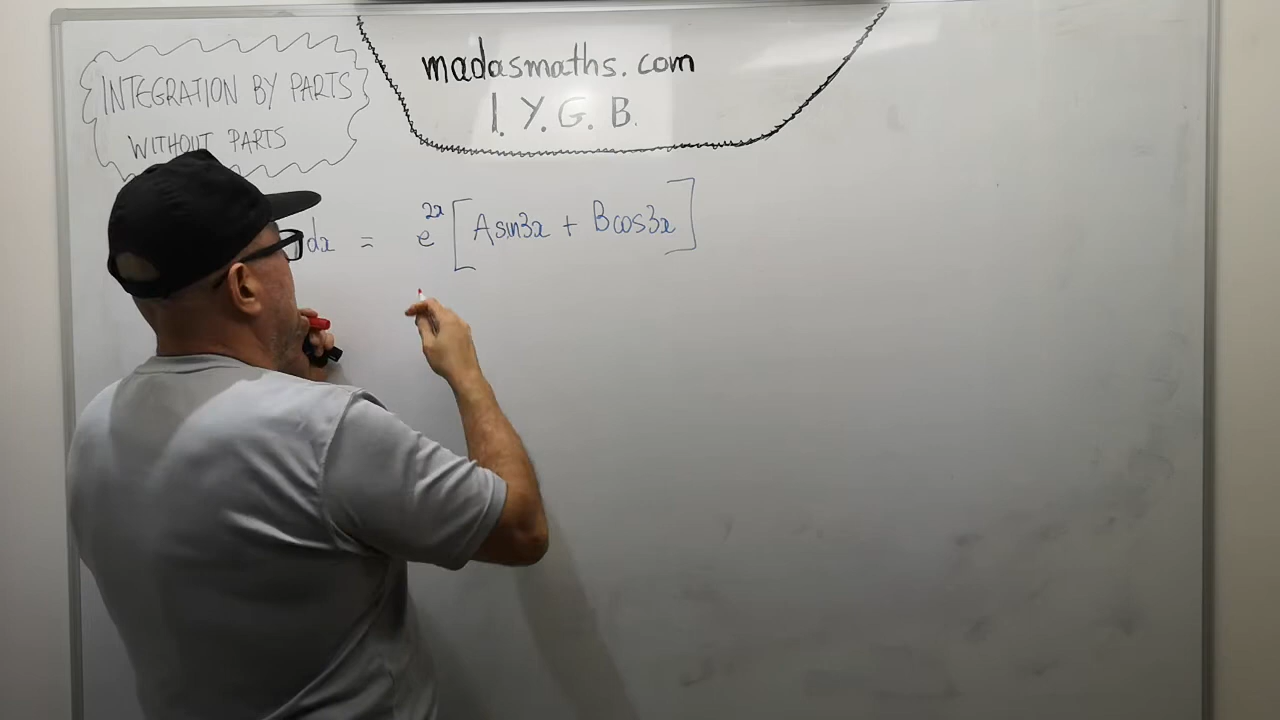 INTEGRATION BY PARTS
WITHOUT PARTS
madasmaths.com
I. Y. G. B.
dx = e^{2x} [ A sin3x + B cos3x ]